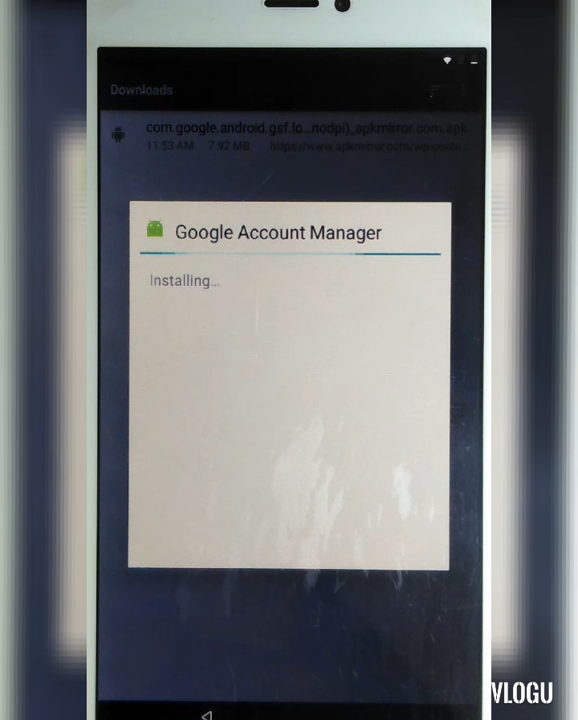 Downloads
com.google.android.gsf.lo...nodpi)_apkmirror.com.apk
11:53 AM 7.92 MB https://www.apkmirror.com/wp-conte...
Google Account Manager
Installing...
VLOGU